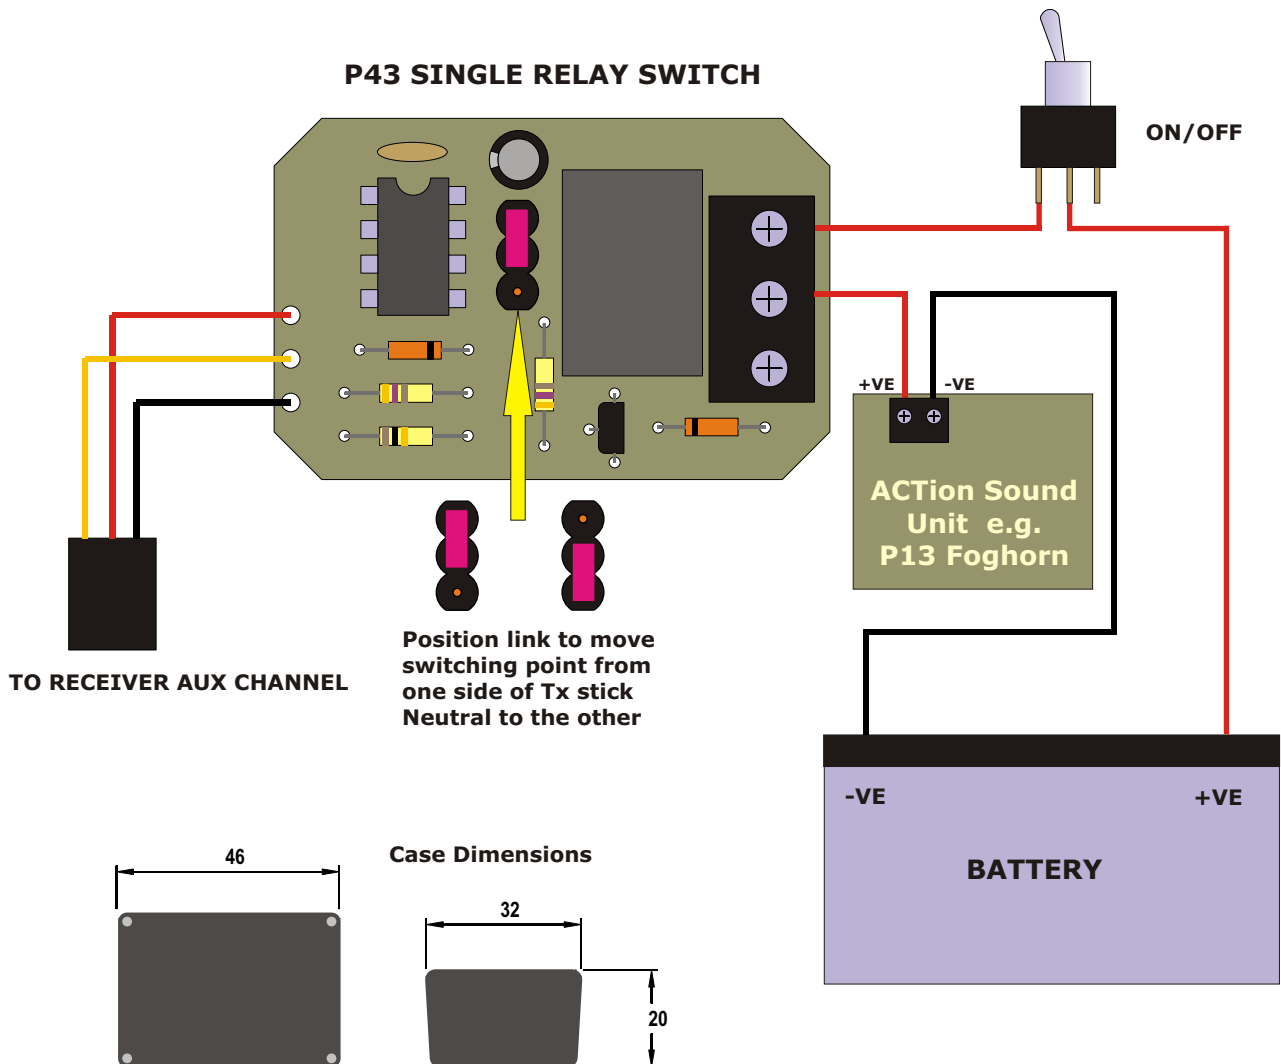 P43 SINGLE RELAY SWITCH
ON/OFF
+VE
-VE
ACTion Sound
Unit e.g.
P13 Foghorn
TO RECEIVER AUX CHANNEL
Position link to move
switching point from
one side of Tx stick
Neutral to the other
-VE
+VE
BATTERY
Case Dimensions
46
32
20